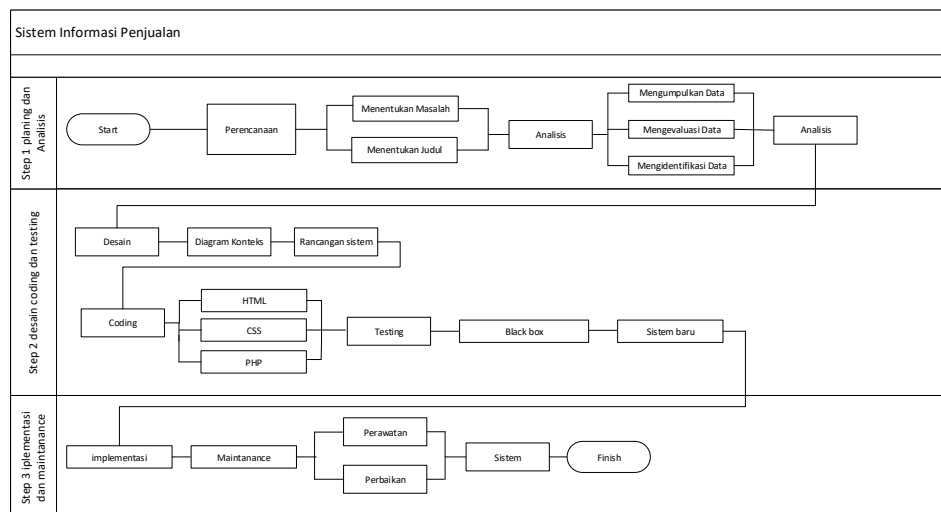 Sistem Informasi Penjualan
Step 1 planing dan
Analisis
Start
Perencanaan
Menentukan Masalah
Menentukan Judul
Analisis
Mengumpulkan Data
Mengevaluasi Data
Mengidentifikasi Data
Analisis
Step 2 desain coding dan testing
Desain
Diagram Konteks
Rancangan sistem
Coding
HTML
CSS
PHP
Testing
Black box
Sistem baru
Step 3 iplementasi
dan maintanance
implementasi
Maintanance
Perawatan
Perbaikan
Sistem
Finish